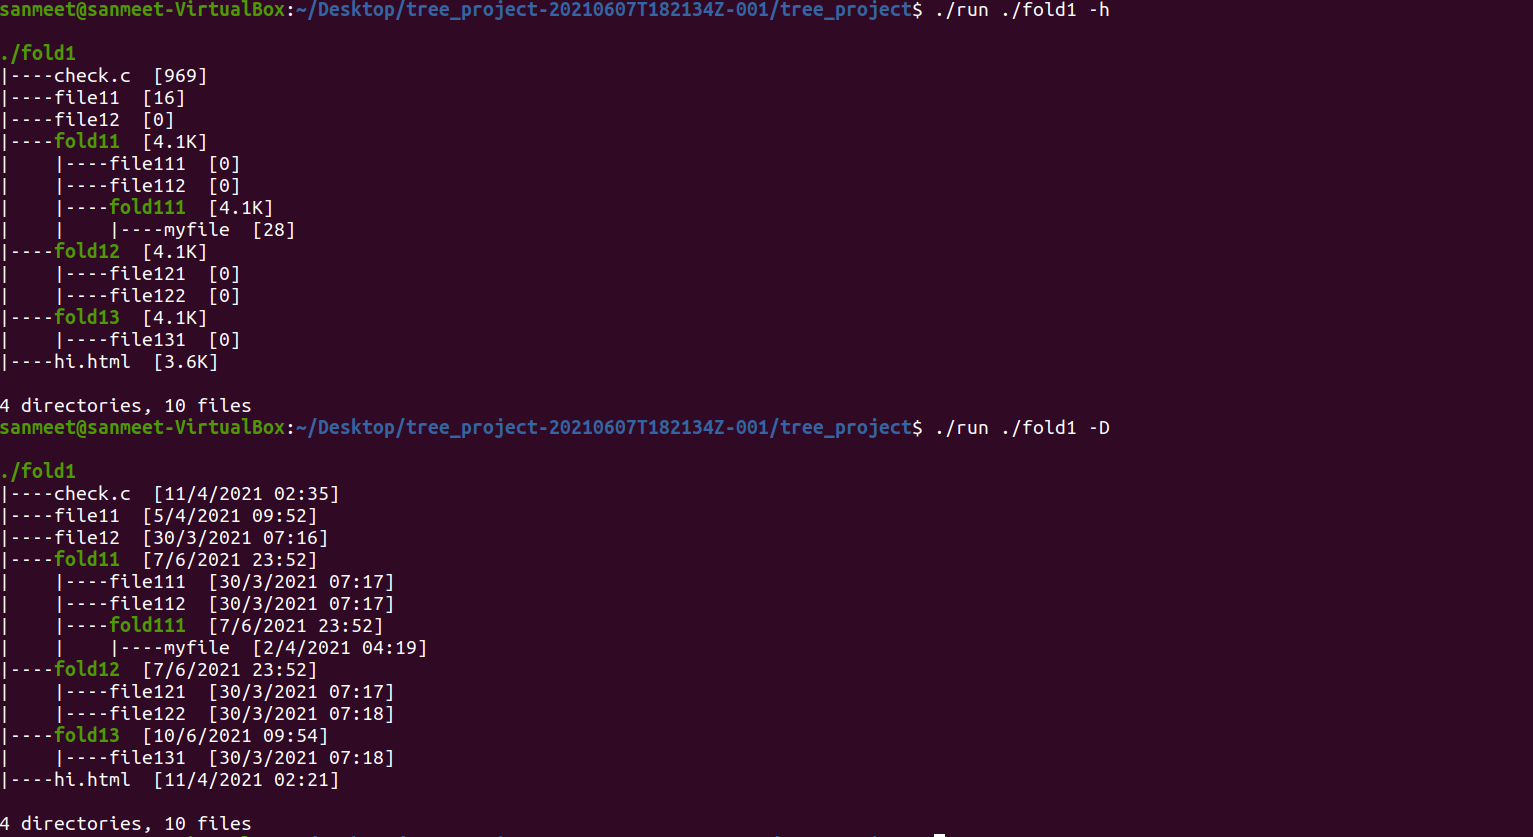 sanmeet@sanmeet-VirtualBox:~/Desktop/tree_project-20210607T182134Z-001/tree_project$ ./run ./fold1 -h

./fold1
|----check.c  [969]
|----file11  [16]
|----file12  [0]
|----fold11  [4.1K]
|    |----file111  [0]
|    |----file112  [0]
|    |----fold111  [4.1K]
|    |    |----myfile  [28]
|----fold12  [4.1K]
|    |----file121  [0]
|    |----file122  [0]
|----fold13  [4.1K]
|    |----file131  [0]
|----hi.html  [3.6K]

4 directories, 10 files
sanmeet@sanmeet-VirtualBox:~/Desktop/tree_project-20210607T182134Z-001/tree_project$ ./run ./fold1 -D

./fold1
|----check.c  [11/4/2021 02:35]
|----file11  [5/4/2021 09:52]
|----file12  [30/3/2021 07:16]
|----fold11  [7/6/2021 23:52]
|    |----file111  [30/3/2021 07:17]
|    |----file112  [30/3/2021 07:17]
|    |----fold111  [7/6/2021 23:52]
|    |    |----myfile  [2/4/2021 04:19]
|----fold12  [7/6/2021 23:52]
|    |----file121  [30/3/2021 07:17]
|    |----file122  [30/3/2021 07:18]
|----fold13  [10/6/2021 09:54]
|    |----file131  [30/3/2021 07:18]
|----hi.html  [11/4/2021 02:21]

4 directories, 10 files